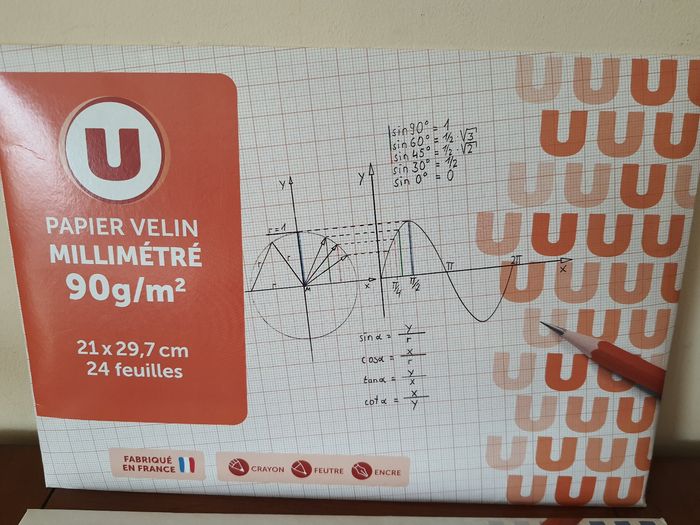 U
PAPIER VELIN
MILLIMÉTRÉ
90g/m²
21 x 29,7 cm
24 feuilles
FABRIQUÉ
EN FRANCE
CRAYON
FEUTRE
ENCRE
sin 90° = 1
sin 60° = 1/2 · √3
sin 45° = 1/2 · √2
sin 30° = 1/2
sin 0° = 0
y
y
r=1
r
r
r
x
π/4
π/2
π
2π
x
sin α = y/r
cos α = x/r
tan α = y/x
cot α = x/y